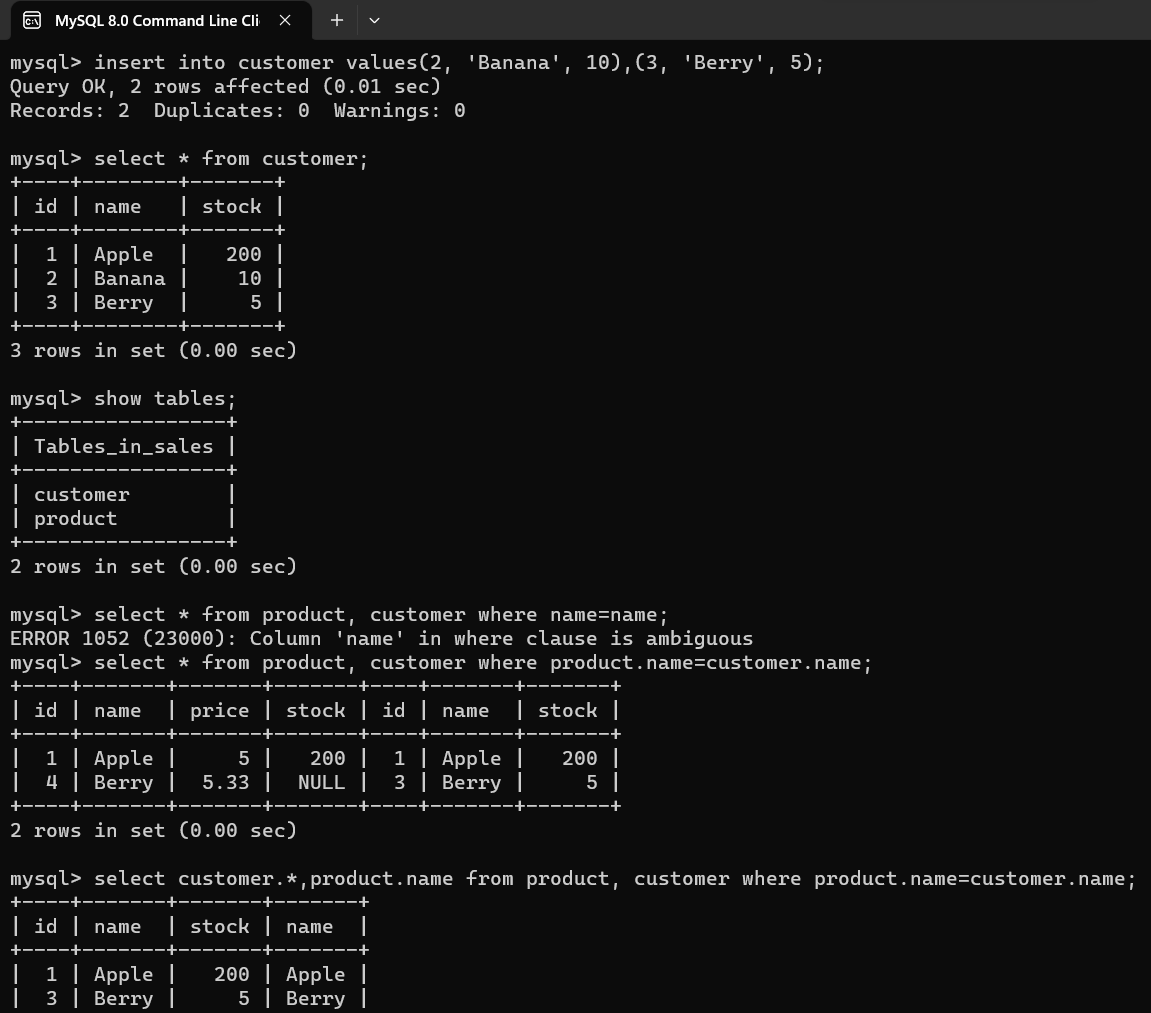 MySQL 8.0 Command Line Cli
mysql> insert into customer values(2, 'Banana', 10),(3, 'Berry', 5);
Query OK, 2 rows affected (0.01 sec)
Records: 2  Duplicates: 0  Warnings: 0
mysql> select * from customer;
+----+--------+-------+
| id | name   | stock |
+----+--------+-------+
|  1 | Apple  |   200 |
|  2 | Banana |    10 |
|  3 | Berry  |     5 |
+----+--------+-------+
3 rows in set (0.00 sec)
mysql> show tables;
+-----------------+
| Tables_in_sales |
+-----------------+
| customer        |
| product         |
+-----------------+
2 rows in set (0.00 sec)
mysql> select * from product, customer where name=name;
ERROR 1052 (23000): Column 'name' in where clause is ambiguous
mysql> select * from product, customer where product.name=customer.name;
+----+-------+-------+-------+----+-------+-------+
| id | name  | price | stock | id | name  | stock |
+----+-------+-------+-------+----+-------+-------+
|  1 | Apple |     5 |   200 |  1 | Apple |   200 |
|  4 | Berry |  5.33 |  NULL |  3 | Berry |     5 |
+----+-------+-------+-------+----+-------+-------+
2 rows in set (0.00 sec)
mysql> select customer.*,product.name from product, customer where product.name=customer.name;
+----+-------+-------+-------+
| id | name  | stock | name  |
+----+-------+-------+-------+
|  1 | Apple |   200 | Apple |
|  3 | Berry |     5 | Berry |